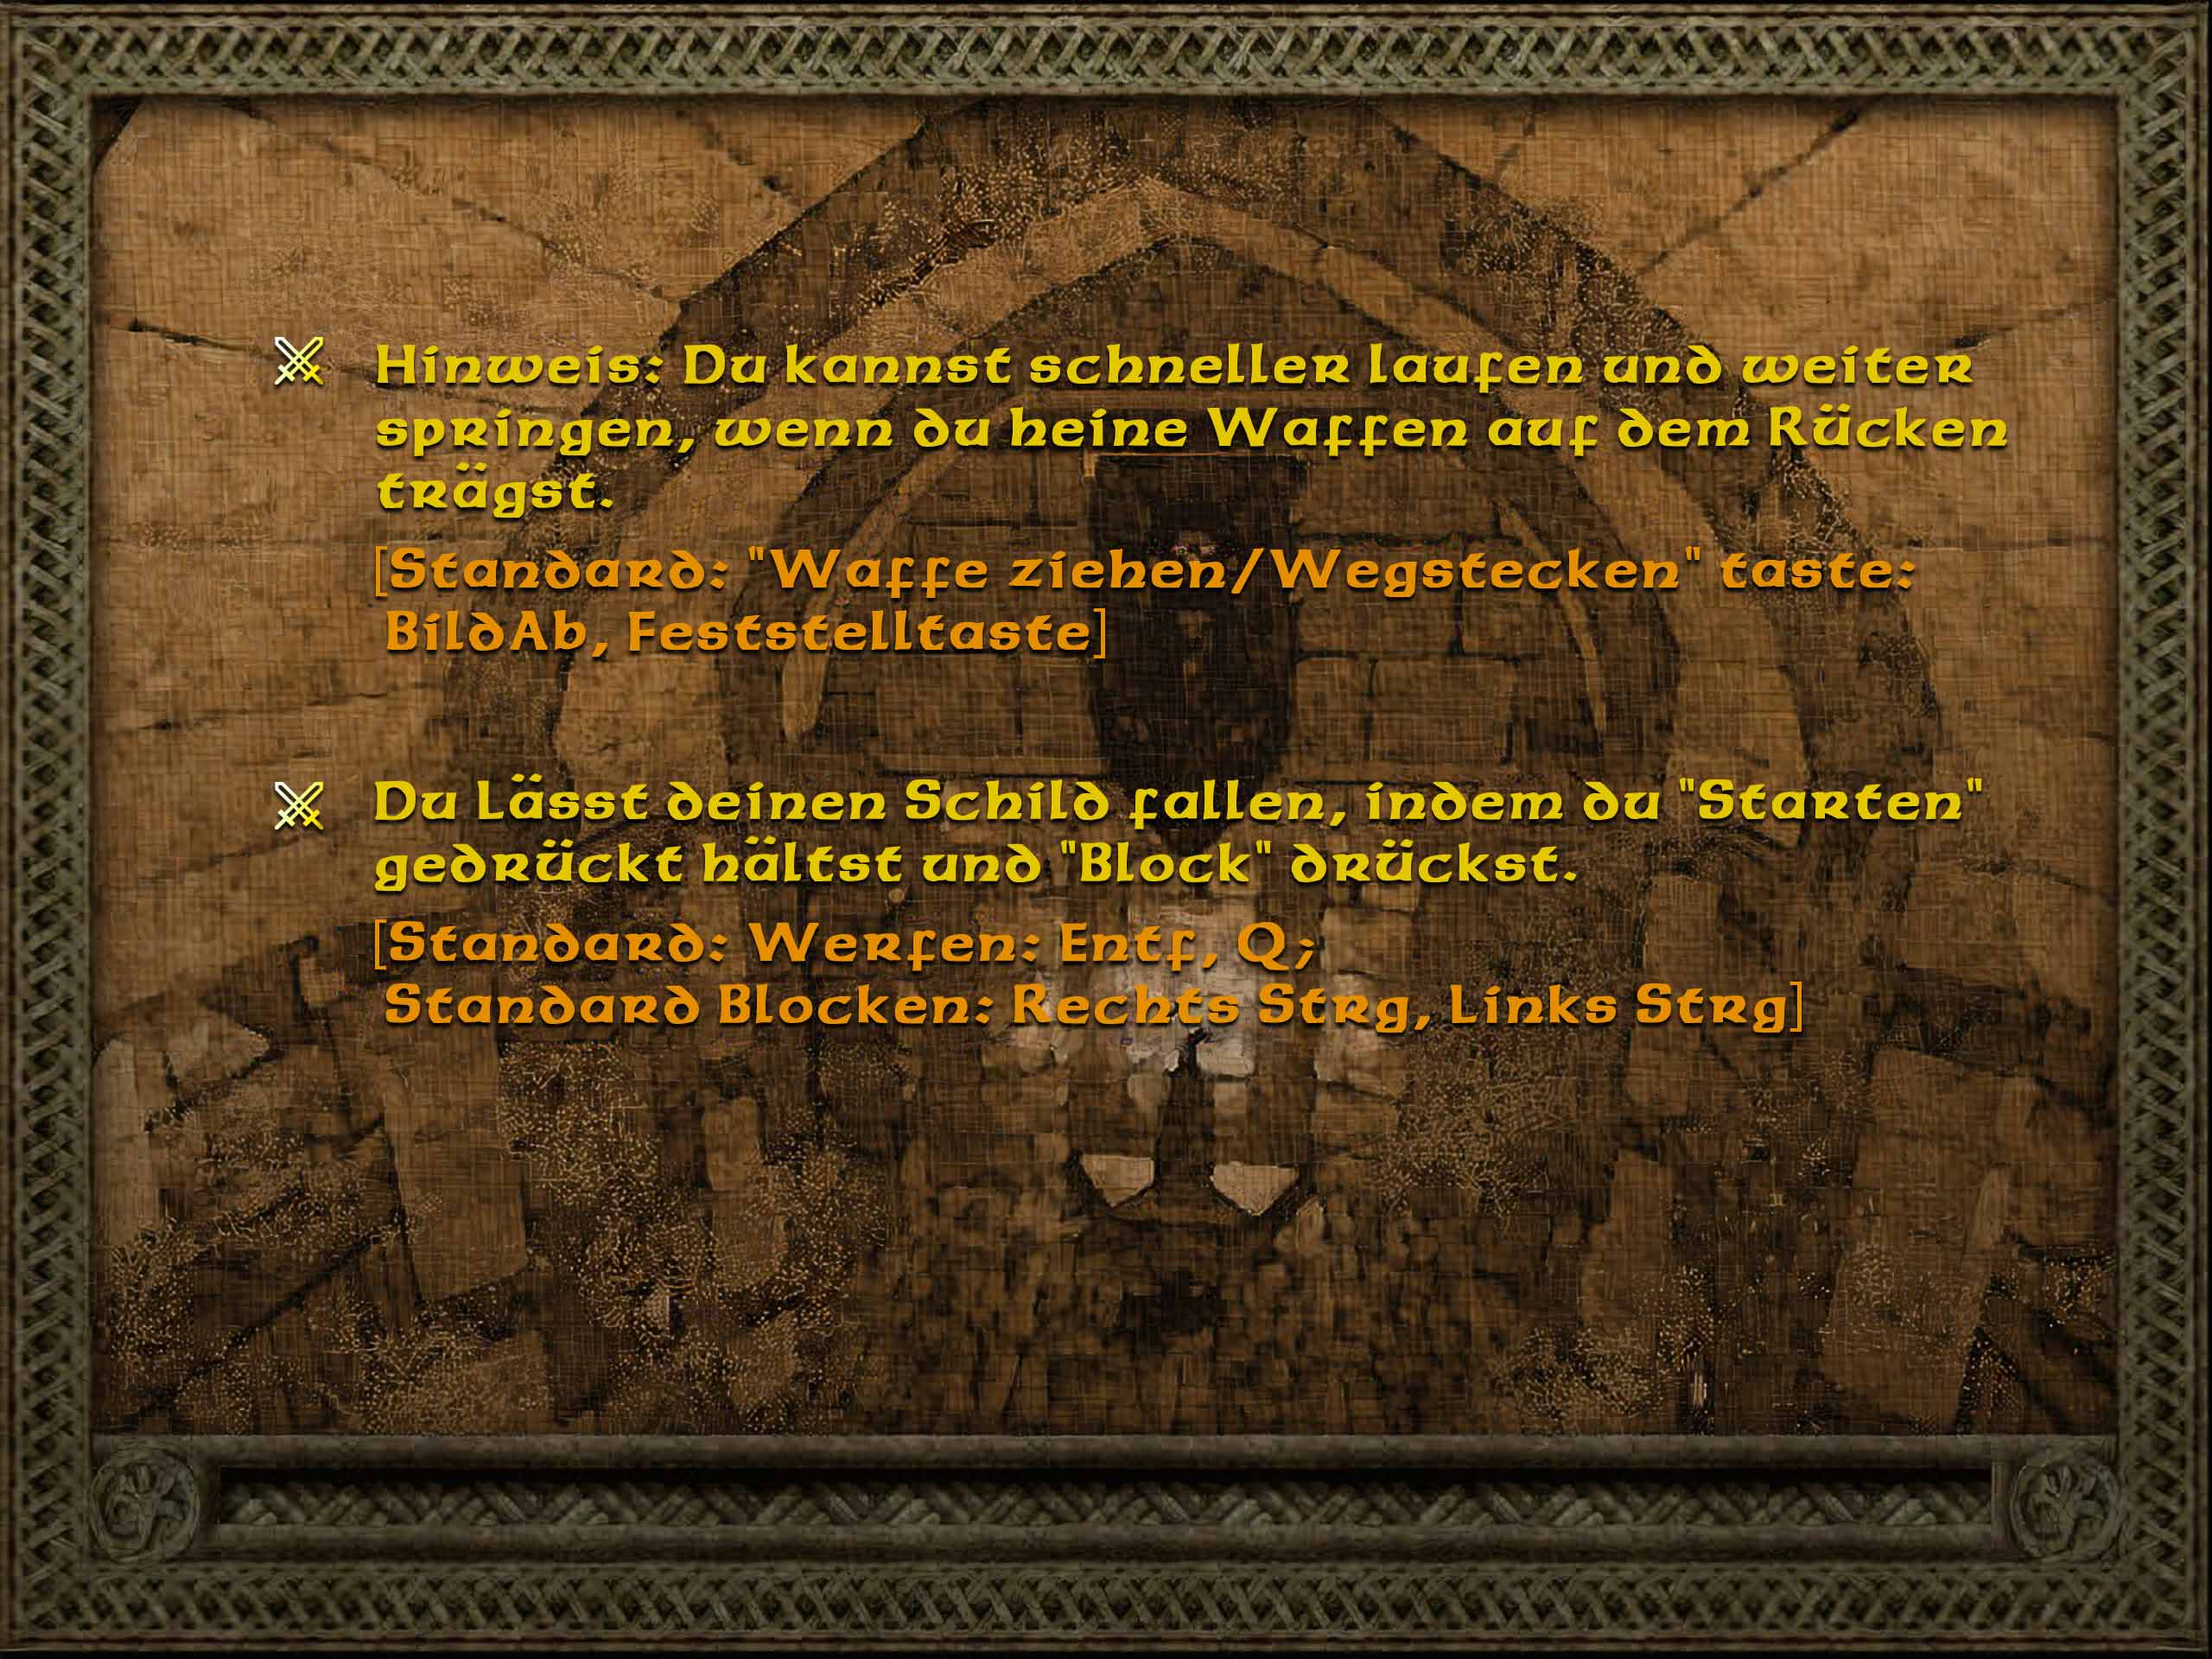 Hinweis: Du kannst schneller laufen und weiter
springen, wenn du heine Waffen auf dem Rücken
trägst.
[Standard: "Waffe ziehen/Wegstecken" taste:
BildAb, Feststelltaste]
Du Lässt deinen Schild fallen, indem du "Starten"
gedrückt hältst und "Block" drückst.
[Standard: Werfen: Entf, Q;
Standard Blocken: Rechts Strg, Links Strg]